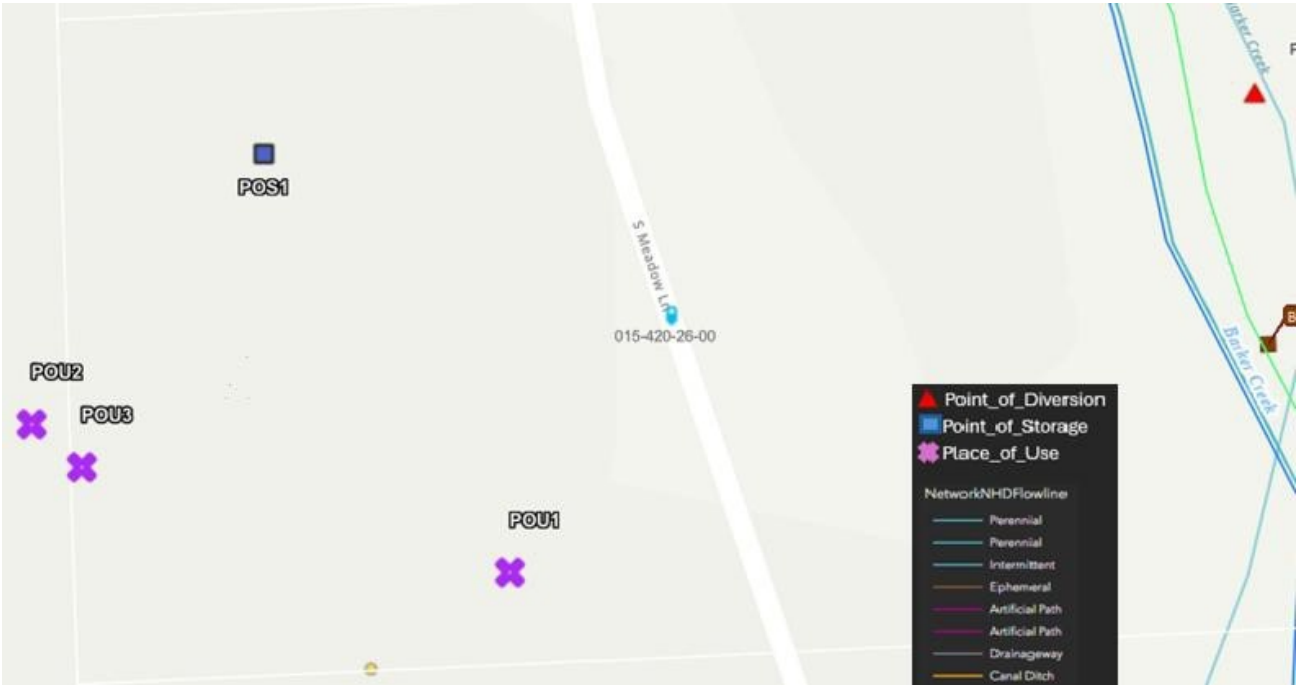 Barker Creek
POS1
S Meadow Ln
015-420-26-00
B
Barker Creek
POU2
POU3
POU1
Point_of_Diversion
Point_of_Storage
Place_of_Use
NetworkNHDFlowline
Perennial
Perennial
Intermittent
Ephemeral
Artificial Path
Artificial Path
Drainageway
Canal Ditch